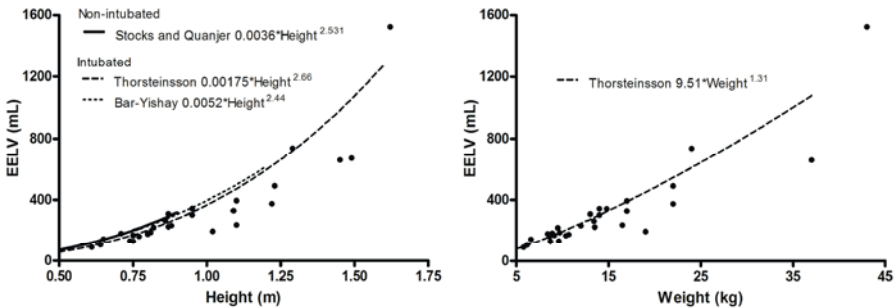 1600
1200
800
400
0
EELV (mL)
Non-intubated
Stocks and Quanjer 0.0036*Height^2.531
Intubated
Thorsteinsson 0.00175*Height^2.66
Bar-Yishay 0.0052*Height^2.44
0.50 0.75 1.00 1.25 1.50 1.75
Height (m)
1600
1200
800
400
0
EELV (mL)
Thorsteinsson 9.51*Weight^1.31
5 15 25 35 45
Weight (kg)